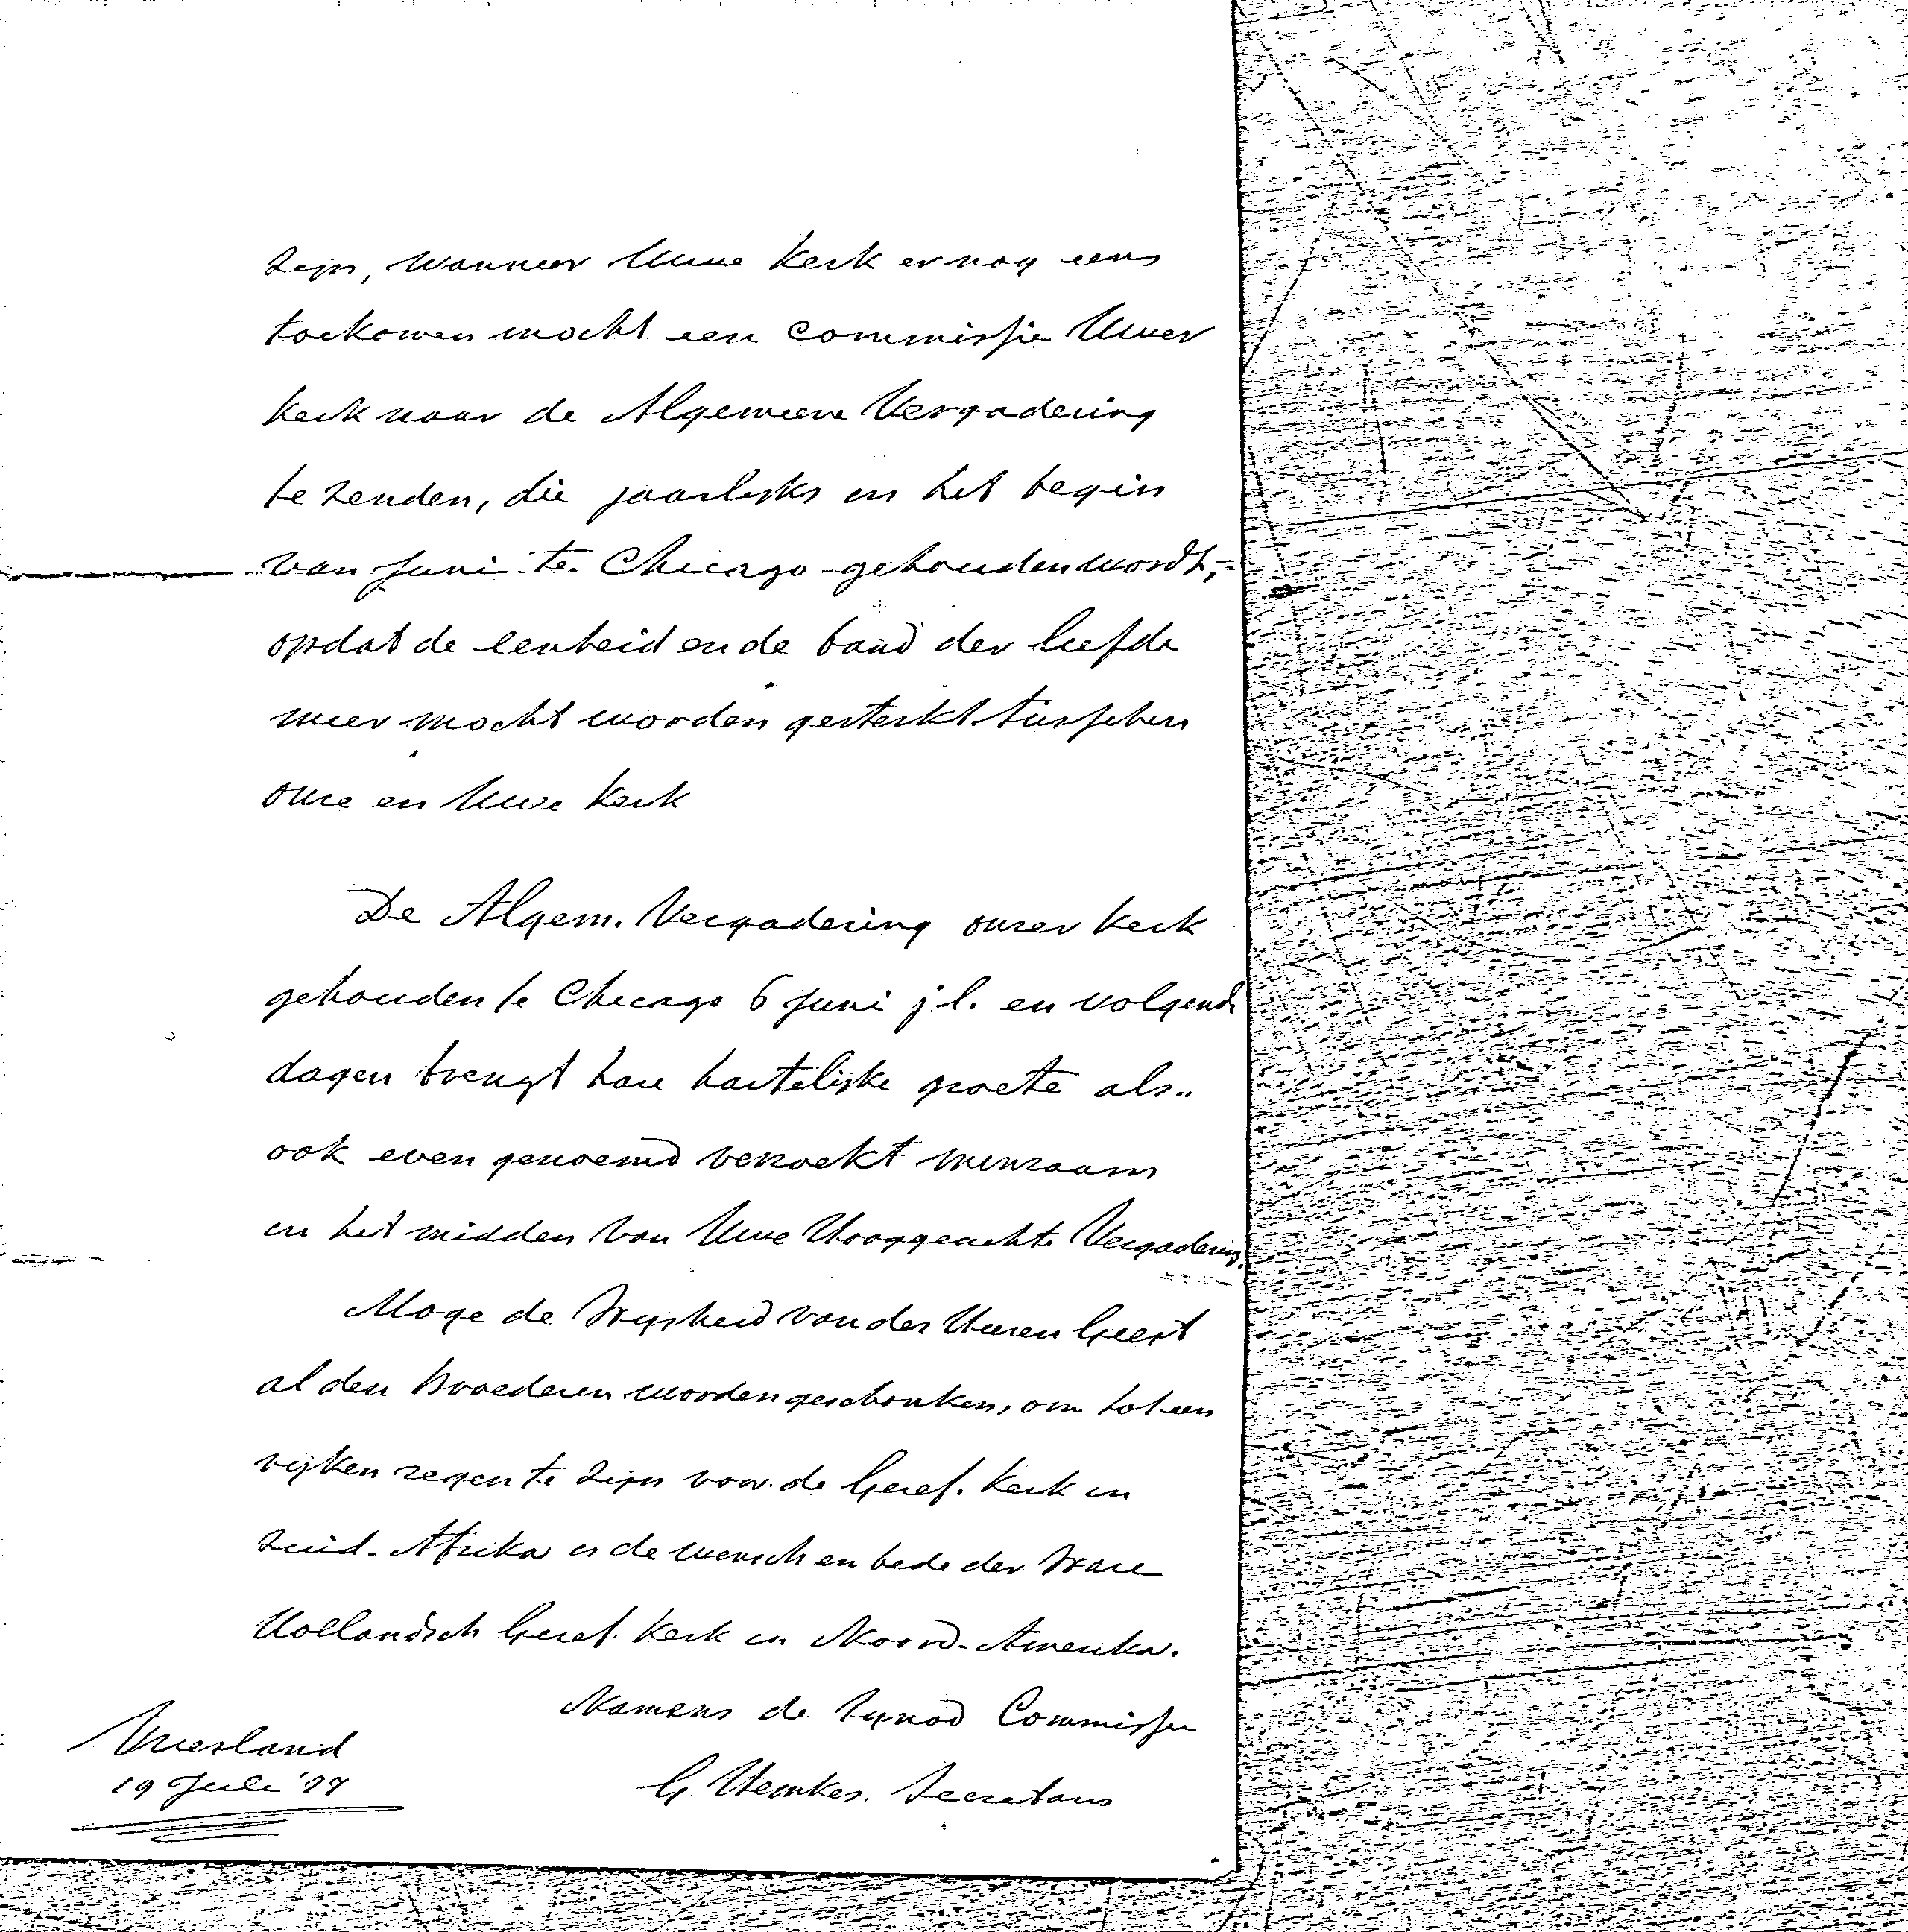 zijn, wanneer Uwe Kerk er nog eens
toekomen mocht een Commissie Uwer
Kerk naar de Algemeene Vergadering
te zenden, die jaarlijks in het begin
van Juni te Chicago gehouden wordt,
opdat de eenheid en de band der liefde
meer mocht worden gesterkt tusschen
onze en Uwe Kerk
De Algem. Vergadering onzer Kerk
gehouden te Chicago 6 Juni j.l. en volgende
dagen brengt hare hartelijke groete als
ook even genoemd verzoekt minzaam
in het midden van Uwe Hooggeachte Vergadering.
Moge de Wijsheid van den Geest
al den Broederen worden geschonken, om tot een
rijken zegen te zijn voor de Geref. Kerk in
Zuid-Afrika is de wensch en bede der Ware
Hollandsch Geref. Kerk in Noord-Amerika.
Namens de Synod Commissie
Vriesland
G. Hemkes. Secretaris
19 Juli '77